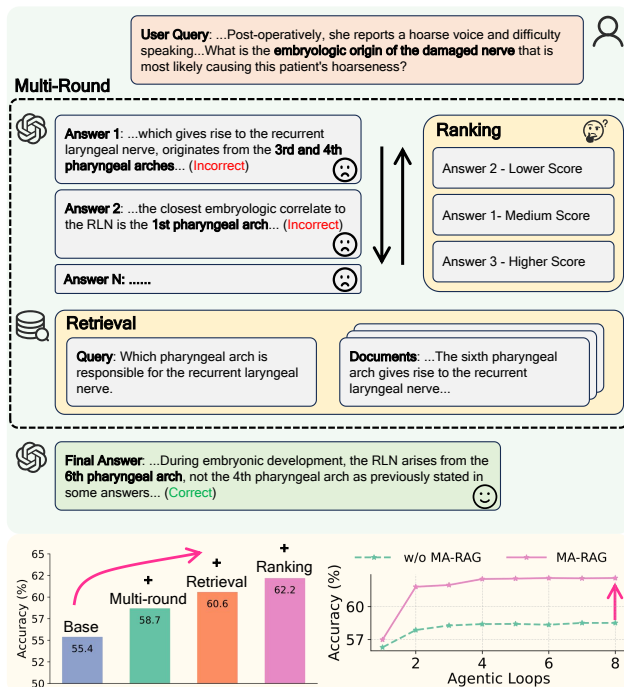 User Query: ...Post-operatively, she reports a hoarse voice and difficulty
speaking...What is the embryologic origin of the damaged nerve that is
most likely causing this patient's hoarseness?
Multi-Round
Answer 1: ...which gives rise to the recurrent
laryngeal nerve, originates from the 3rd and 4th
pharyngeal arches... (Incorrect)
Answer 2: ...the closest embryologic correlate to
the RLN is the 1st pharyngeal arch... (Incorrect)
Answer N: ......
Ranking
?
Answer 2 - Lower Score
Answer 1- Medium Score
Answer 3 - Higher Score
Retrieval
Query: Which pharyngeal arch is
responsible for the recurrent laryngeal
nerve.
Documents: ...The sixth pharyngeal
arch gives rise to the recurrent
laryngeal nerve...
Final Answer: ...During embryonic development, the RLN arises from the
6th pharyngeal arch, not the 4th pharyngeal arch as previously stated in
some answers... (Correct)
Accuracy (%)
65
62
60
57
55
52
50
Base
55.4
+
Multi-round
58.7
+
Retrieval
60.6
+
Ranking
62.2
w/o MA-RAG
MA-RAG
Accuracy (%)
60
57
2
4
6
8
Agentic Loops